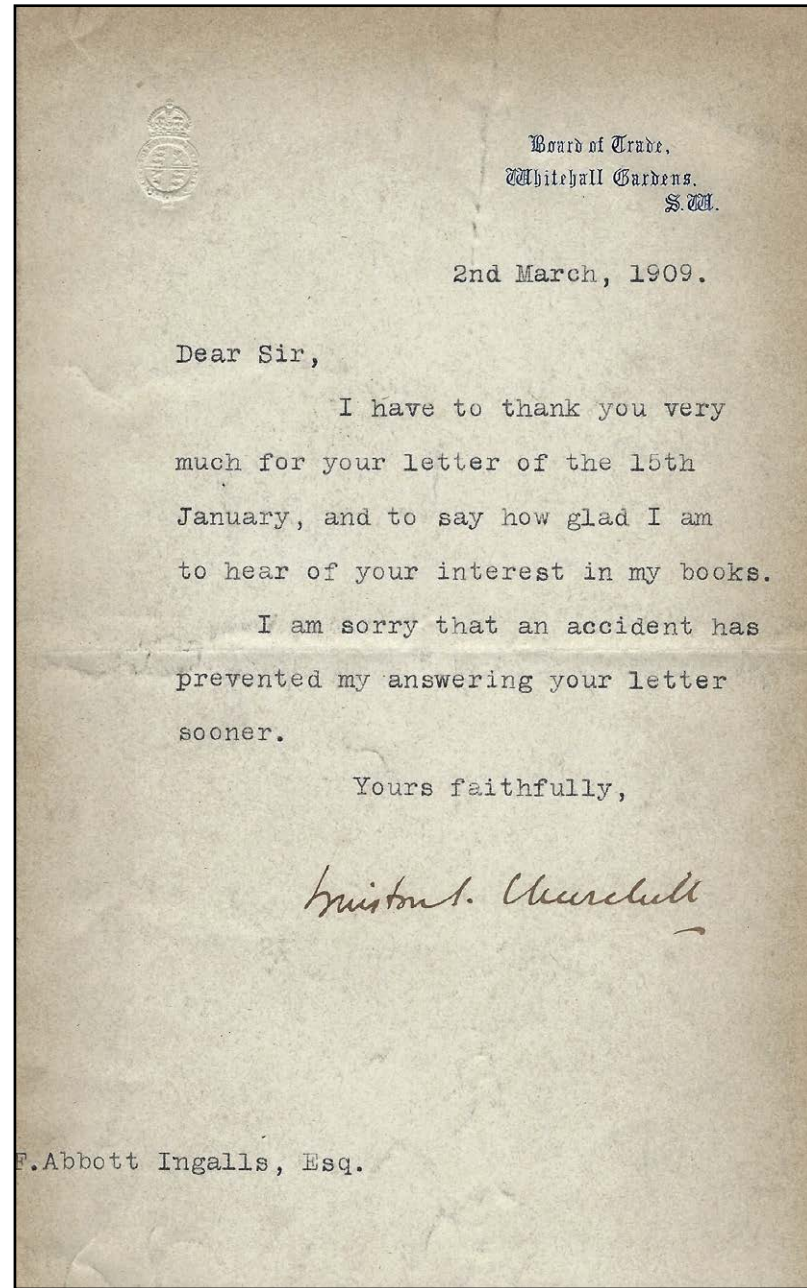 Board of Trade,
Whitehall Gardens.
S.W.
2nd March, 1909.
Dear Sir,
I have to thank you very
much for your letter of the 15th
January, and to say how glad I am
to hear of your interest in my books.
I am sorry that an accident has
prevented my answering your letter
sooner.
Yours faithfully,
Winston S. Churchill
F.Abbott Ingalls, Esq.